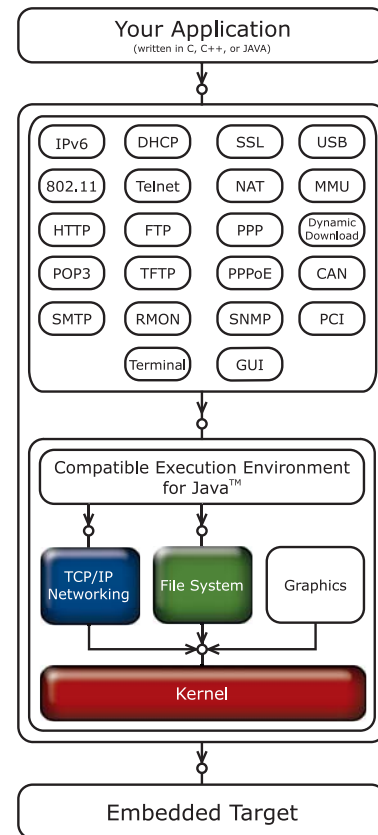 Your Application
(written in C, C++, or JAVA)
IPv6 DHCP SSL USB
802.11 Telnet NAT MMU
HTTP FTP PPP Dynamic Download
POP3 TFTP PPPoE CAN
SMTP RMON SNMP PCI
Terminal GUI
Compatible Execution Environment
for Java™
TCP/IP
Networking
File System
Graphics
Kernel
Embedded Target